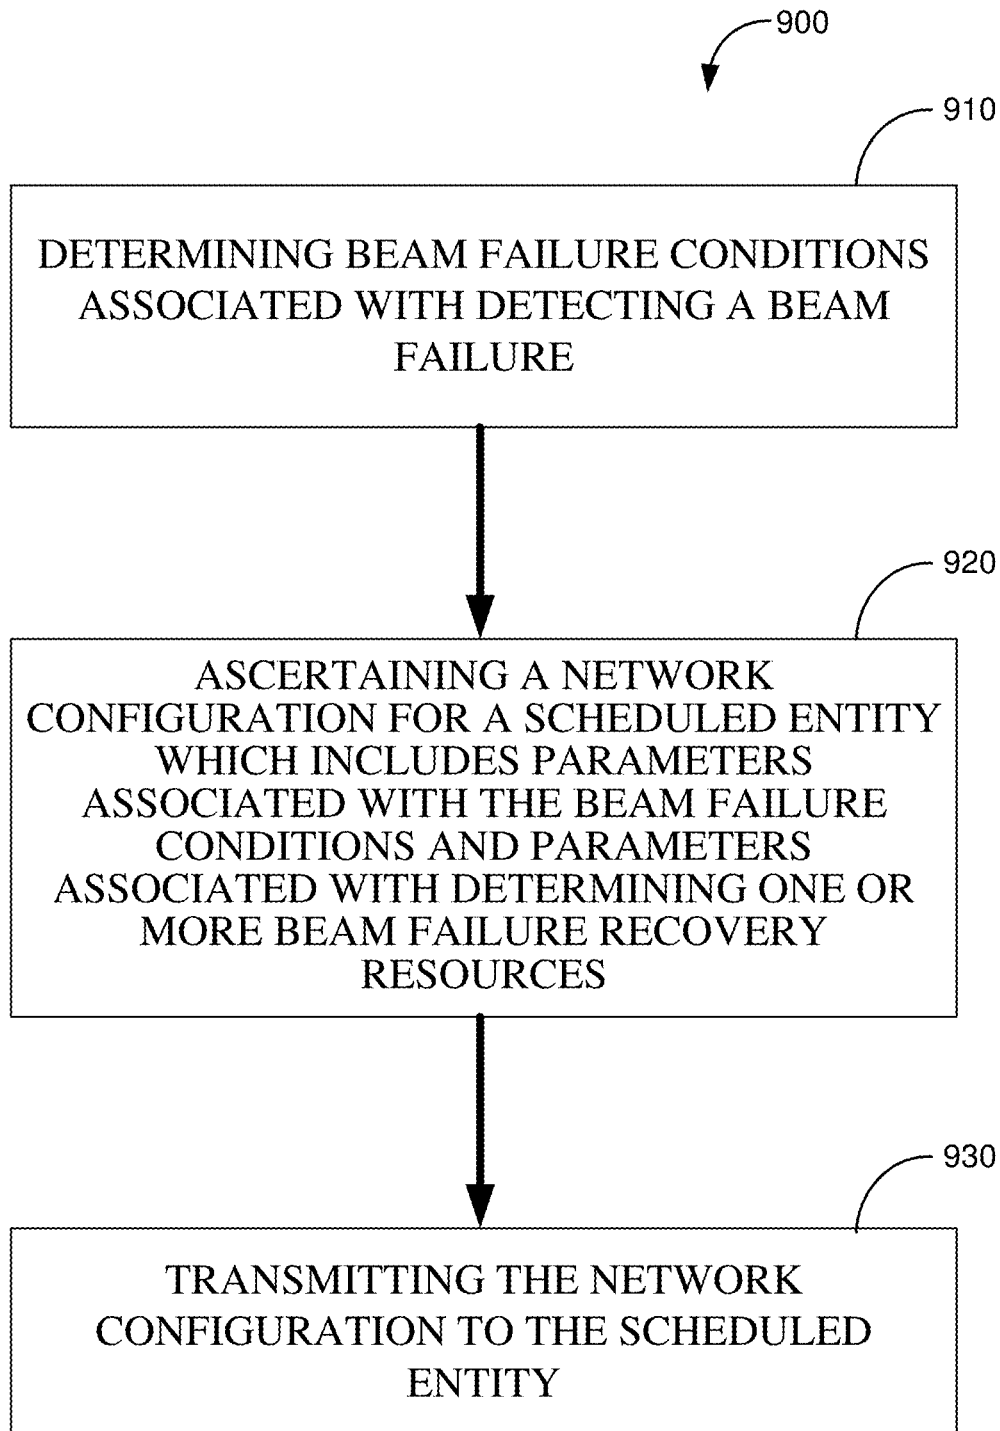 900
910
DETERMINING BEAM FAILURE CONDITIONS
ASSOCIATED WITH DETECTING A BEAM
FAILURE
920
ASCERTAINING A NETWORK
CONFIGURATION FOR A SCHEDULED ENTITY
WHICH INCLUDES PARAMETERS
ASSOCIATED WITH THE BEAM FAILURE
CONDITIONS AND PARAMETERS
ASSOCIATED WITH DETERMINING ONE OR
MORE BEAM FAILURE RECOVERY
RESOURCES
930
TRANSMITTING THE NETWORK
CONFIGURATION TO THE SCHEDULED
ENTITY